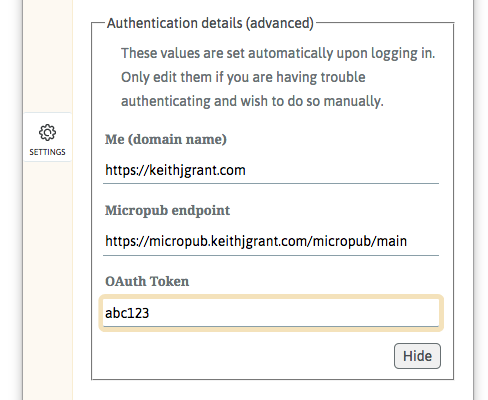 Authentication details (advanced)
These values are set automatically upon logging in.
Only edit them if you are having trouble
authenticating and wish to do so manually.
SETTINGS
Me (domain name)
https://keithjgrant.com
Micropub endpoint
https://micropub.keithjgrant.com/micropub/main
OAuth Token
abc123
Hide